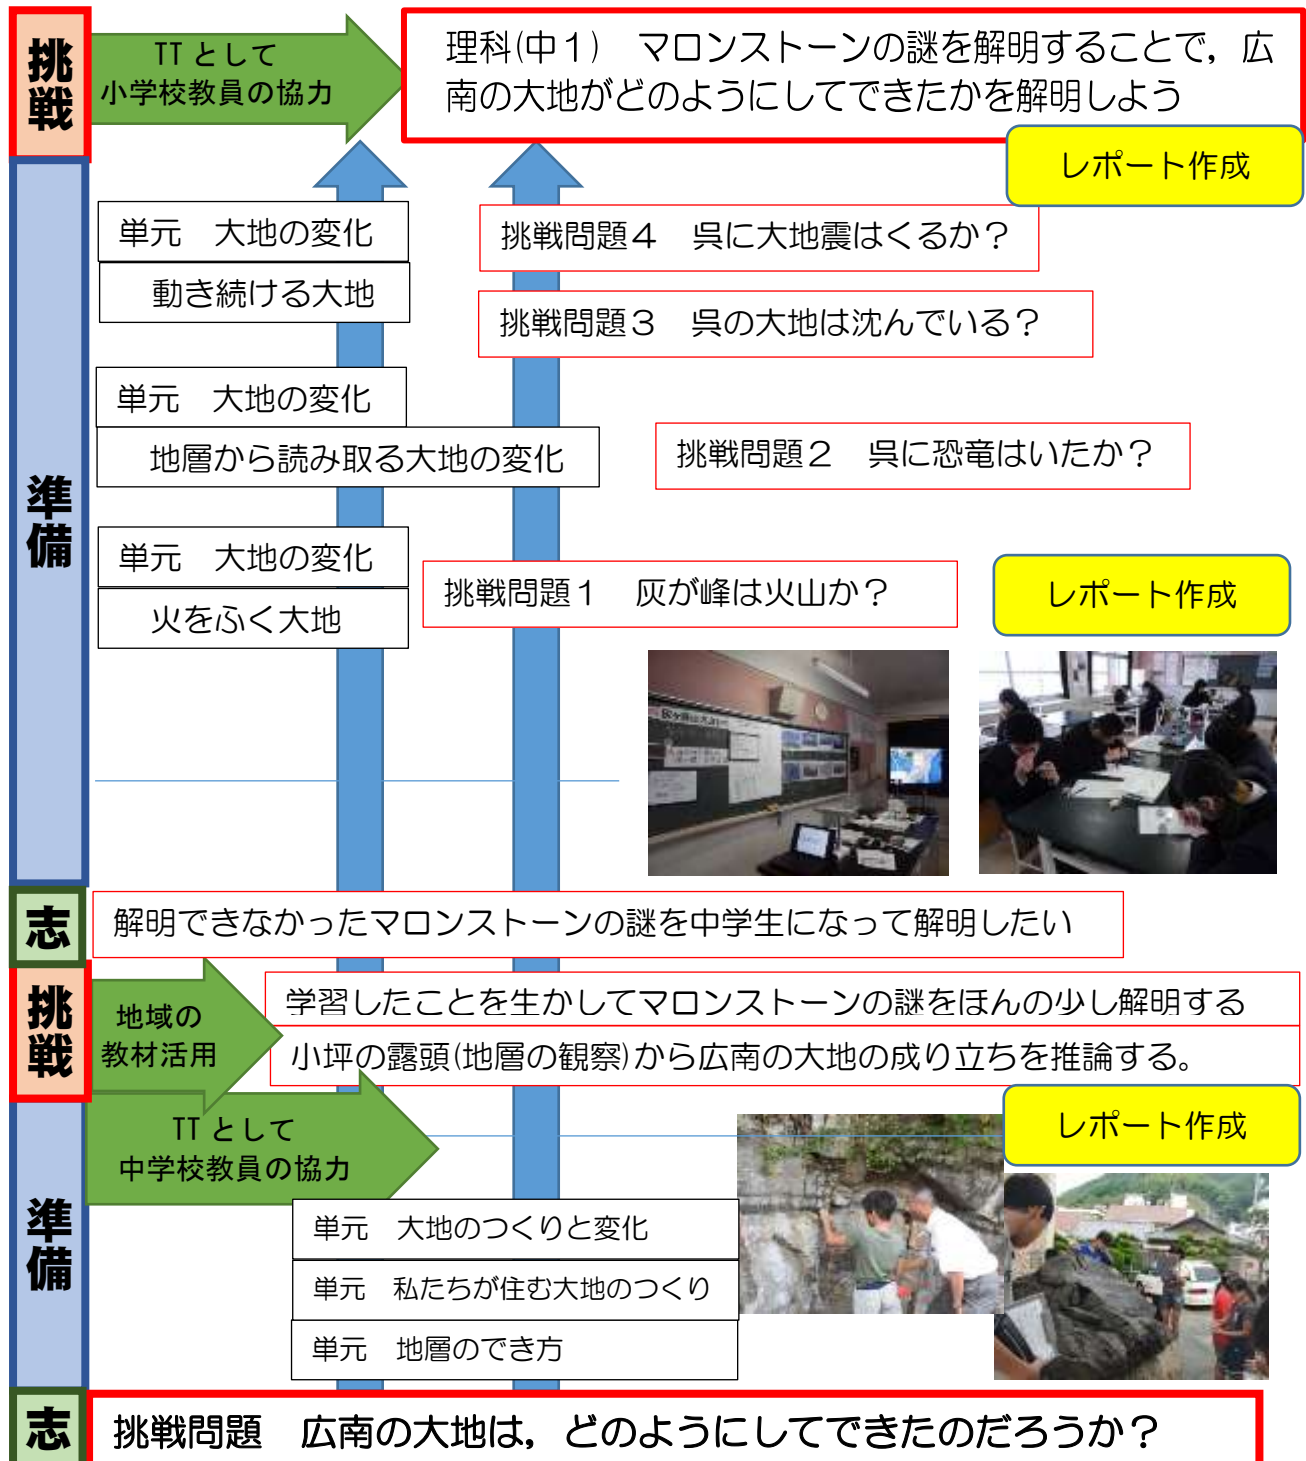 挑戦
TTとして
小学校教員の協力
理科(中１)　マロンストーンの謎を解明することで，広
南の大地がどのようにしてできたかを解明しよう
レポート作成
準備
単元　大地の変化
動き続ける大地
挑戦問題４　呉に大地震はくるか？
挑戦問題３　呉の大地は沈んでいる？
単元　大地の変化
地層から読み取る大地の変化
挑戦問題２　呉に恐竜はいたか？
単元　大地の変化
火をふく大地
挑戦問題１　灰が峰は火山か？
レポート作成
志
解明できなかったマロンストーンの謎を中学生になって解明したい
挑戦
地域の
教材活用
学習したことを生かしてマロンストーンの謎をほんの少し解明する
小坪の露頭(地層の観察)から広南の大地の成り立ちを推論する。
準備
TTとして
中学校教員の協力
レポート作成
単元　大地のつくりと変化
単元　私たちが住む大地のつくり
単元　地層のでき方
志
挑戦問題　広南の大地は，どのようにしてできたのだろうか？